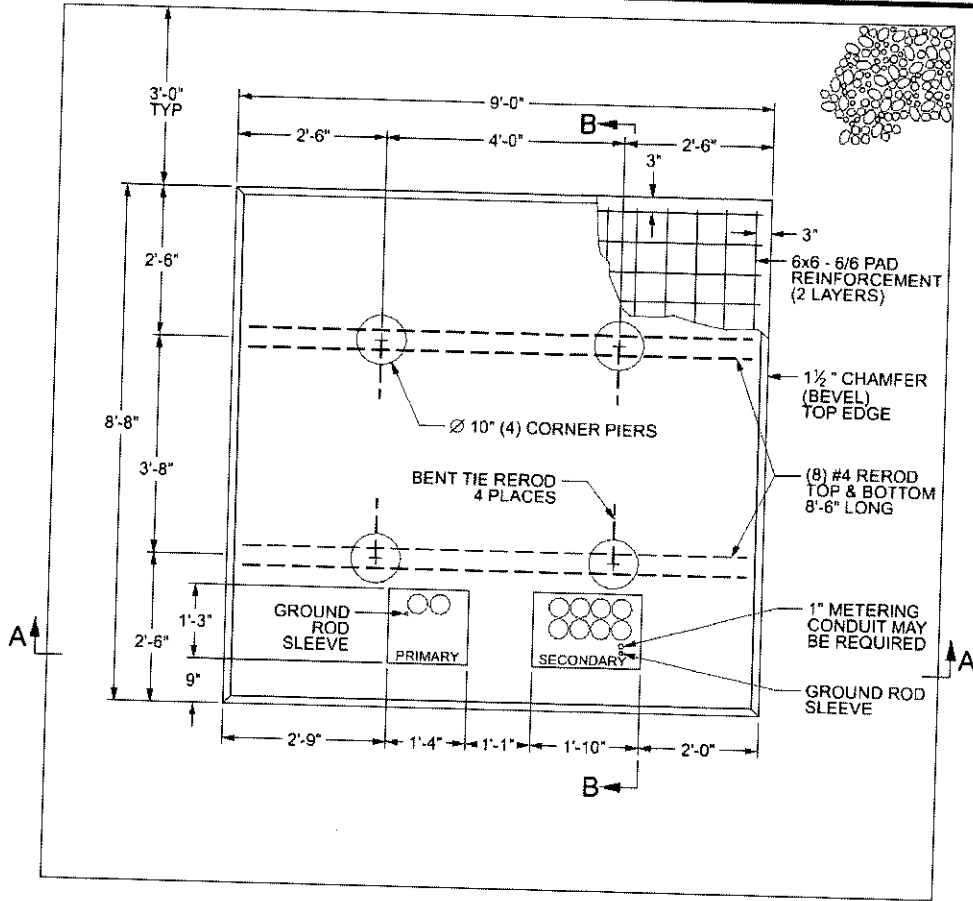 3'-0"
TYP
9'-0"
B
2'-6"
4'-0"
2'-6"
3"
3"
6x6 - 6/6 PAD
REINFORCEMENT
(2 LAYERS)
2'-6"
1½" CHAMFER
(BEVEL)
TOP EDGE
8'-8"
Ø 10" (4) CORNER PIERS
3'-8"
BENT TIE REROD
4 PLACES
(8) #4 REROD
TOP & BOTTOM
8'-6" LONG
1'-3"
GROUND
ROD
SLEEVE
1" METERING
CONDUIT MAY
BE REQUIRED
A
2'-6"
PRIMARY
SECONDARY
A
9"
GROUND ROD
SLEEVE
2'-9"
1'-4"
1'-1"
1'-10"
2'-0"
B